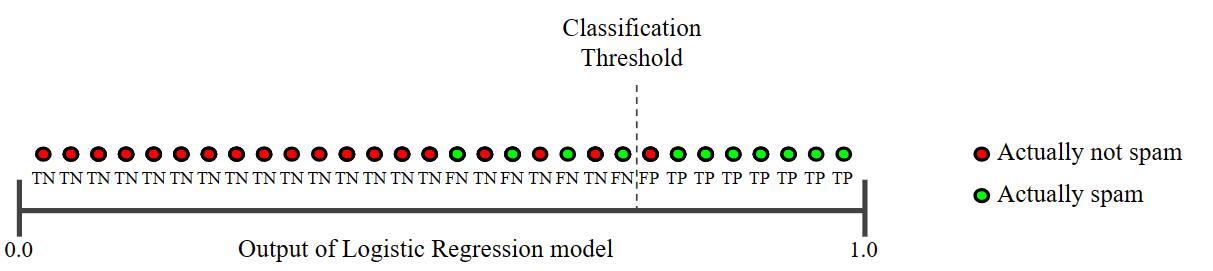 Classification
Threshold
TN TN TN TN TN TN TN TN TN TN TN TN TN TN TN FN TN FN TN FN TN FN FP TP TP TP TP TP TP TP
0.0
Output of Logistic Regression model
1.0
Actually not spam
Actually spam